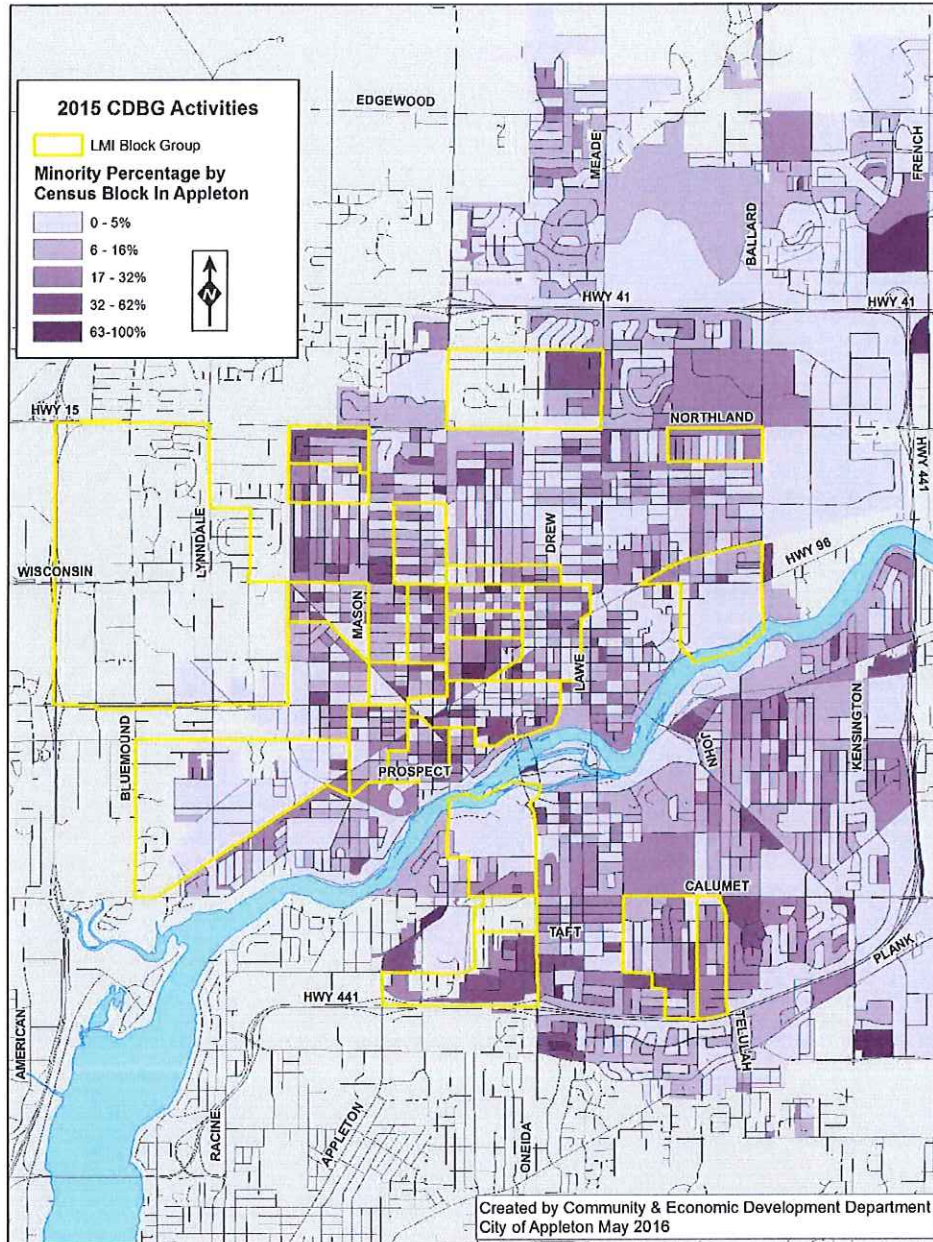 2015 CDBG Activities
LMI Block Group
Minority Percentage by
Census Block In Appleton
0 - 5%
6 - 16%
17 - 32%
32 - 62%
63-100%
N
EDGEWOOD
MEADE
FRENCH
BALLARD
HWY 41
HWY 41
HWY 15
NORTHLAND
HWY 441
LYNNDALE
DREW
HWY 96
WISCONSIN
MASON
LAWE
BLUEMOUND
KENSINGTON
JOHN
PROSPECT
CALUMET
TAFT
PLANK
HWY 441
TELULAH
AMERICAN
RACINE
APPLETON
ONEIDA
Created by Community & Economic Development Department
City of Appleton May 2016